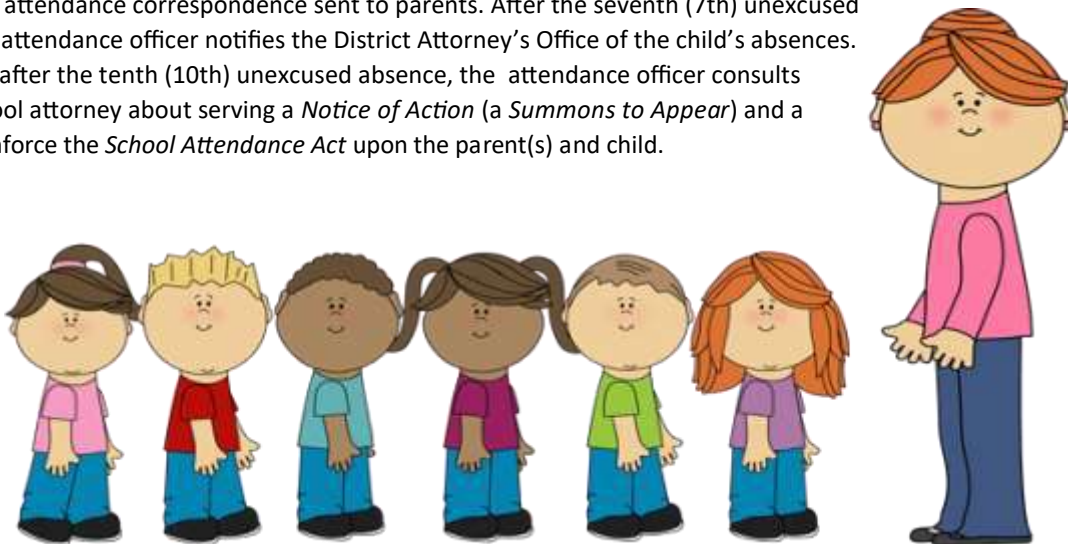 attendance correspondence sent to parents. After the seventh (7th) unexcused
attendance officer notifies the District Attorney’s Office of the child’s absences.
after the tenth (10th) unexcused absence, the attendance officer consults
attorney about serving a Notice of Action (a Summons to Appear) and a
the School Attendance Act upon the parent(s) and child.